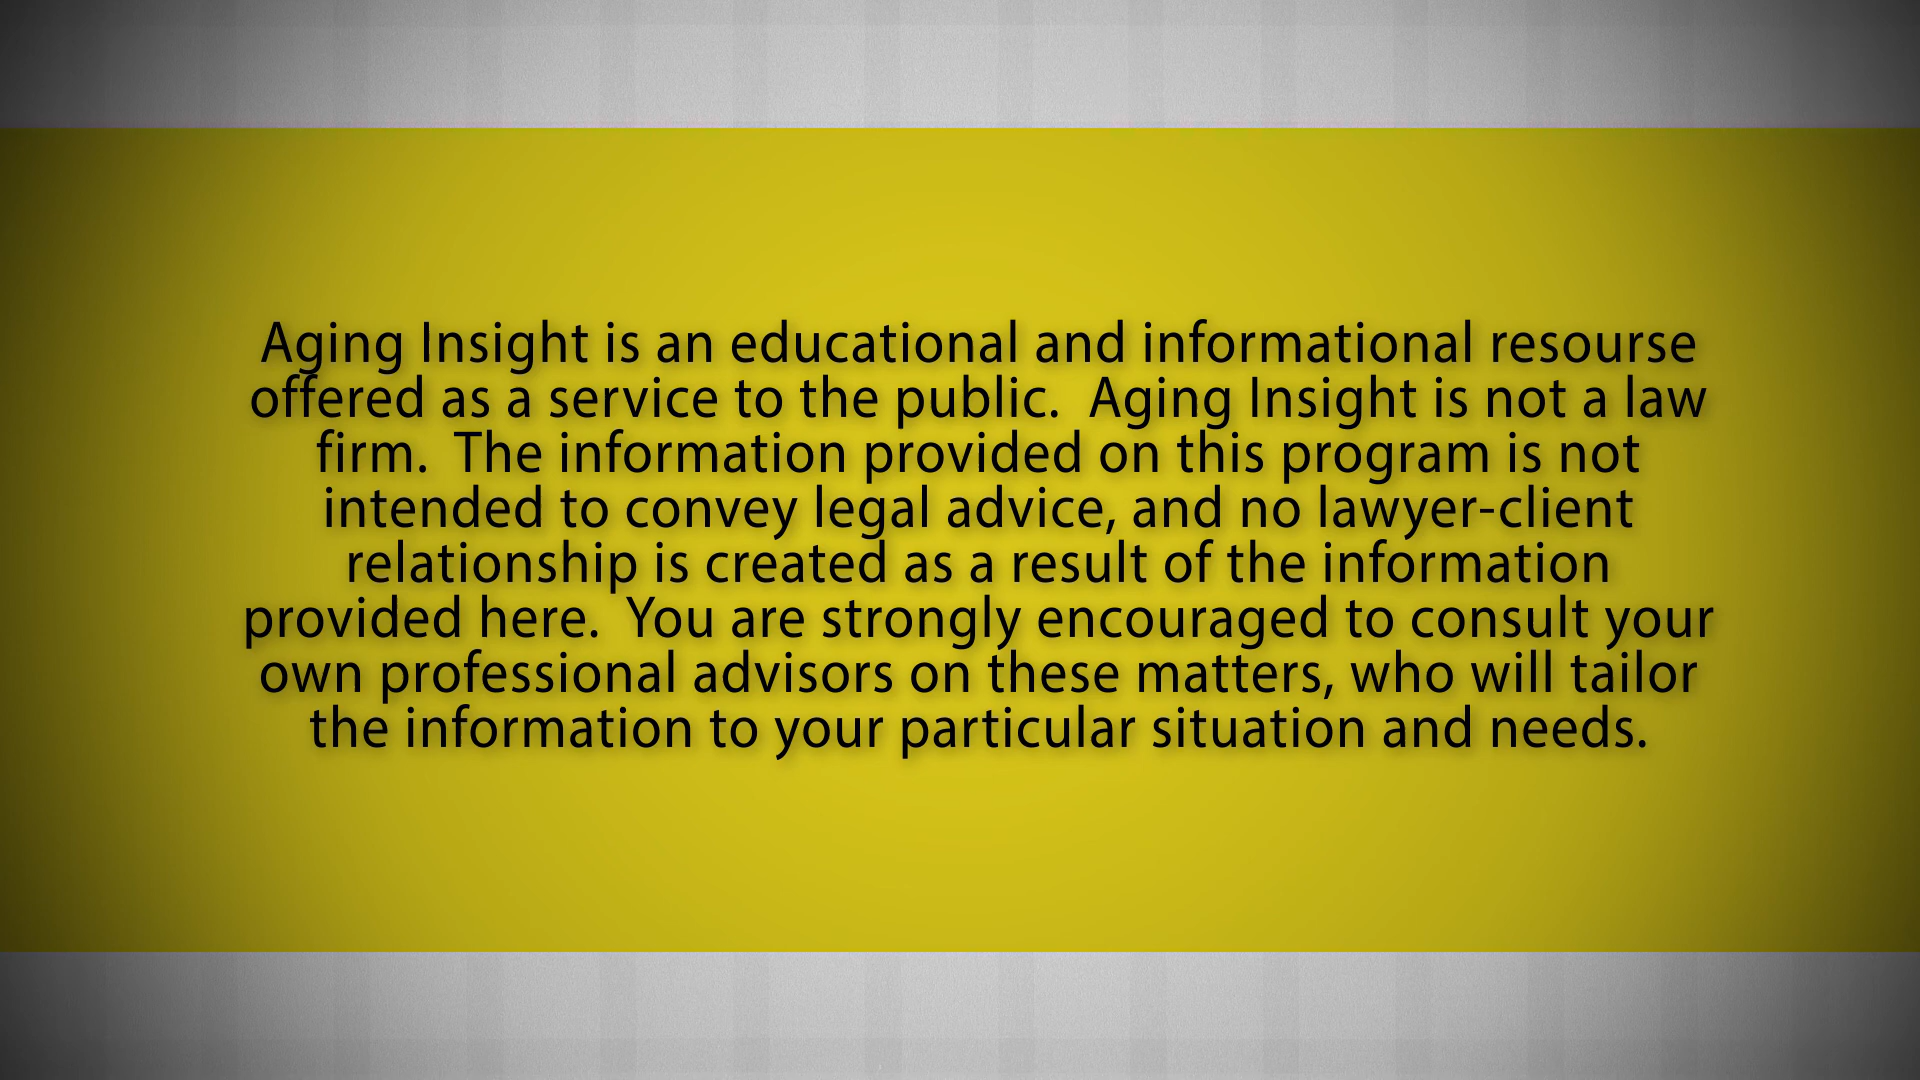 Aging Insight is an educational and informational resourse
offered as a service to the public.  Aging Insight is not a law
firm.  The information provided on this program is not
intended to convey legal advice, and no lawyer-client
relationship is created as a result of the information
provided here.  You are strongly encouraged to consult your
own professional advisors on these matters, who will tailor
the information to your particular situation and needs.